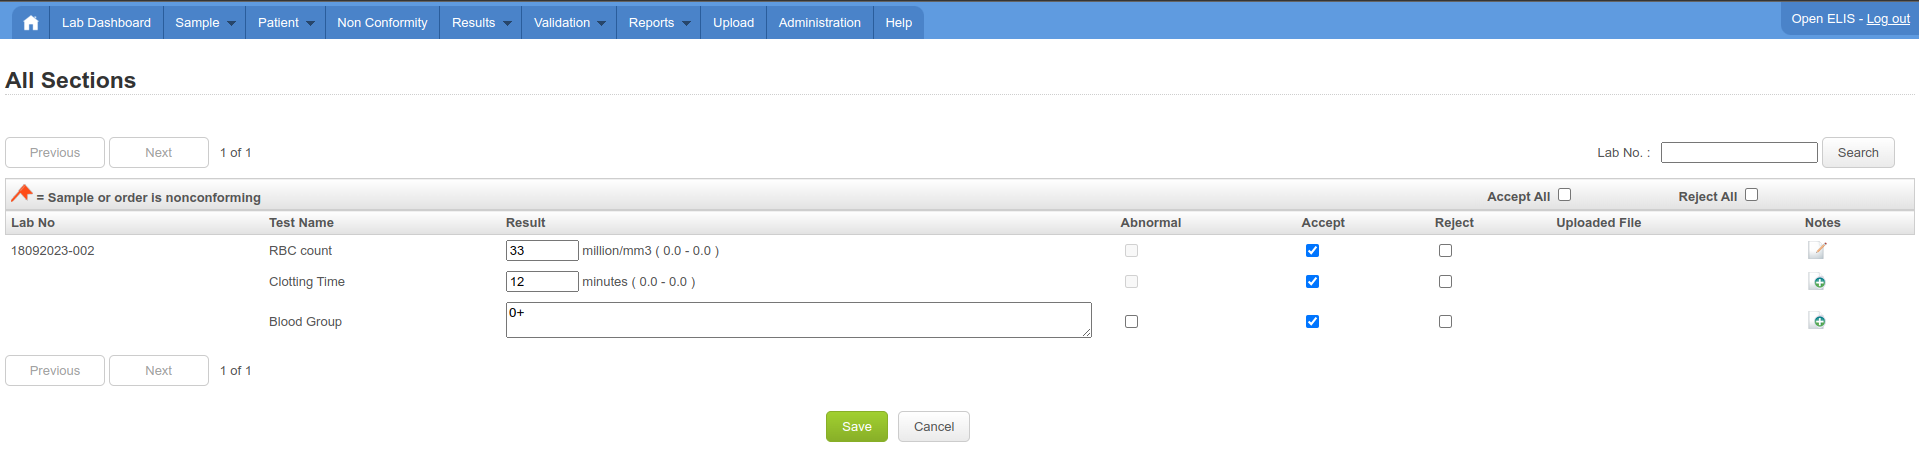 Lab Dashboard Sample Patient Non Conformity Results Validation Reports Upload Administration Help Open ELIS - Log out
All Sections
Previous Next 1 of 1 Lab No. : Search
= Sample or order is nonconforming Accept All Reject All
Lab No Test Name Result Abnormal Accept Reject Uploaded File Notes
18092023-002 RBC count 33 million/mm3 ( 0.0 - 0.0 )
Clotting Time 12 minutes ( 0.0 - 0.0 )
Blood Group 0+
Previous Next 1 of 1
Save Cancel